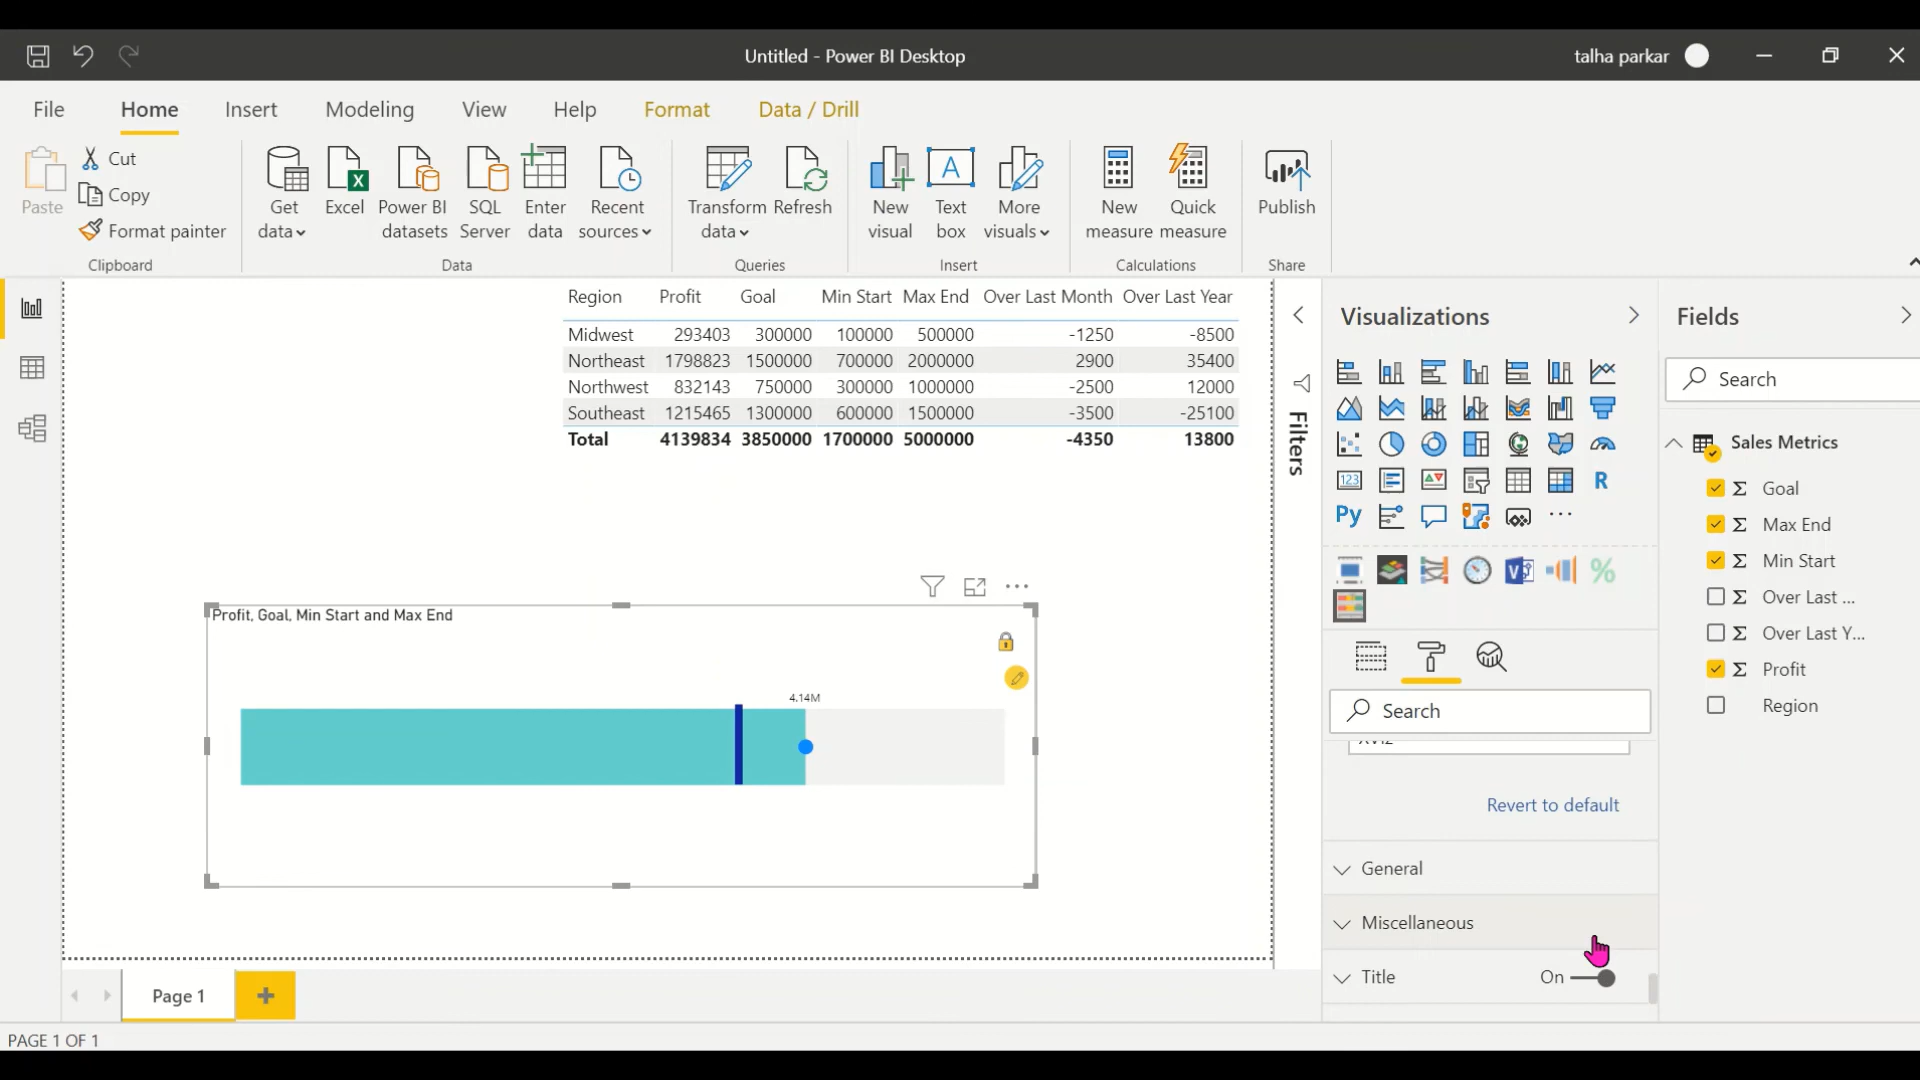 Untitled - Power BI Desktop
talha parkar
File Home Insert Modeling View Help Format Data / Drill
Paste
Cut
Copy
Format painter
Clipboard
Get data
Excel
Power BI datasets
SQL Server
Enter data
Recent sources
Data
Transform data
Refresh
Queries
New visual
Text box
A
More visuals
Insert
New measure
Quick measure
Calculations
Publish
Share
Region Profit Goal Min Start Max End Over Last Month Over Last Year
Midwest 293403 300000 100000 500000 -1250 -8500
Northeast 1798823 1500000 700000 2000000 2900 35400
Northwest 832143 750000 300000 1000000 -2500 12000
Southeast 1215465 1300000 600000 1500000 -3500 -25100
Total 4139834 3850000 1700000 5000000 -4350 13800
Profit, Goal, Min Start and Max End
4.14M
Filters
Visualizations
123
R
Py
V
%
Search
Revert to default
General
Miscellaneous
Title On
Fields
Search
Sales Metrics
Σ Goal
Σ Max End
Σ Min Start
Σ Over Last ...
Σ Over Last Y...
Σ Profit
Region
Page 1
PAGE 1 OF 1